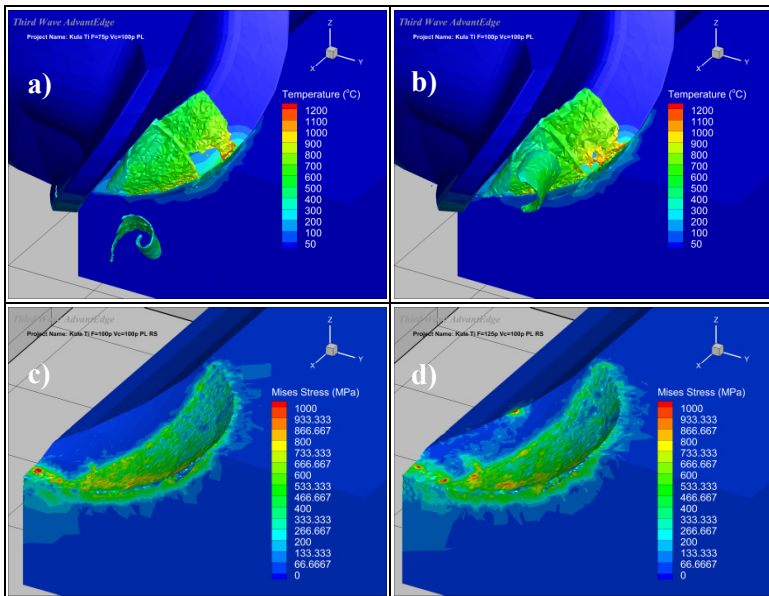 Third Wave AdvantEdge
Project Name: Kula Ti F=75p Vc=100p PL
a)
Z
X
Y
Temperature (°C)
1200
1100
1000
900
800
700
600
500
400
300
200
100
50
Third Wave AdvantEdge
Project Name: Kula Ti F=100p Vc=100p PL
b)
Z
X
Y
Temperature (°C)
1200
1100
1000
900
800
700
600
500
400
300
200
100
50
Third Wave AdvantEdge
Project Name: Kula Ti F=100p Vc=100p PL RS
c)
Z
X
Y
Mises Stress (MPa)
1000
933.333
866.667
800
733.333
666.667
600
533.333
466.667
400
333.333
266.667
200
133.333
66.6667
0
Third Wave AdvantEdge
Project Name: Kula Ti F=125p Vc=100p PL RS
d)
Z
X
Y
Mises Stress (MPa)
1000
933.333
866.667
800
733.333
666.667
600
533.333
466.667
400
333.333
266.667
200
133.333
66.6667
0